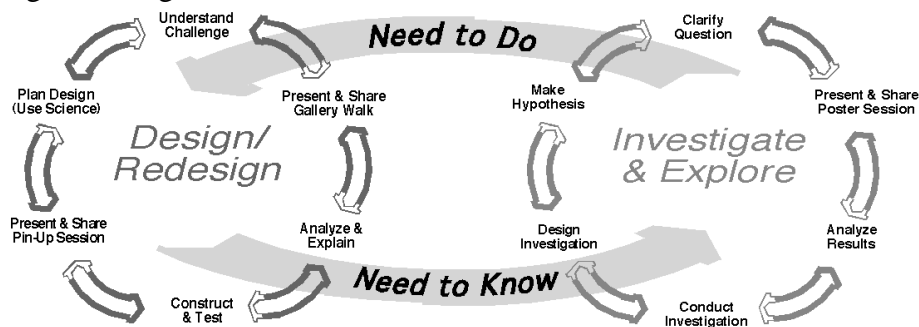 Understand
Challenge
Need to Do
Clarify
Question
Plan Design
(Use Science)
Present & Share
Gallery Walk
Make
Hypothesis
Present & Share
Poster Session
Design/
Redesign
Investigate
& Explore
Present & Share
Pin-Up Session
Analyze &
Explain
Design
Investigation
Analyze
Results
Need to Know
Construct
& Test
Conduct
Investigation